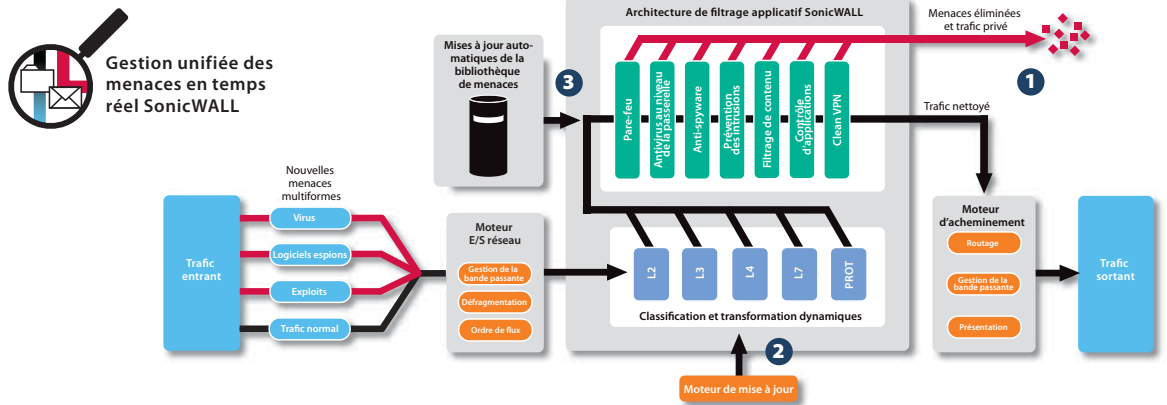 Gestion unifiée des
menaces en temps
réel SonicWALL
Mises à jour auto-
matiques de la
bibliothèque
de menaces
3
Architecture de filtrage applicatif SonicWALL
Pare-feu
Antivirus au niveau
de la passerelle
Anti-spyware
Prévention
des intrusions
Filtrage de contenu
Contrôle
d'applications
Clean VPN
Menaces éliminées
et trafic privé
1
Trafic nettoyé
Nouvelles
menaces
multiformes
Trafic
entrant
Virus
Logiciels espions
Exploits
Trafic normal
Moteur
E/S réseau
Gestion de la
bande passante
Défragmentation
Ordre de flux
L2
L3
L4
L7
PROT
Classification et transformation dynamiques
2
Moteur de mise à jour
Moteur
d'acheminement
Routage
Gestion de la
bande passante
Présentation
Trafic
sortant